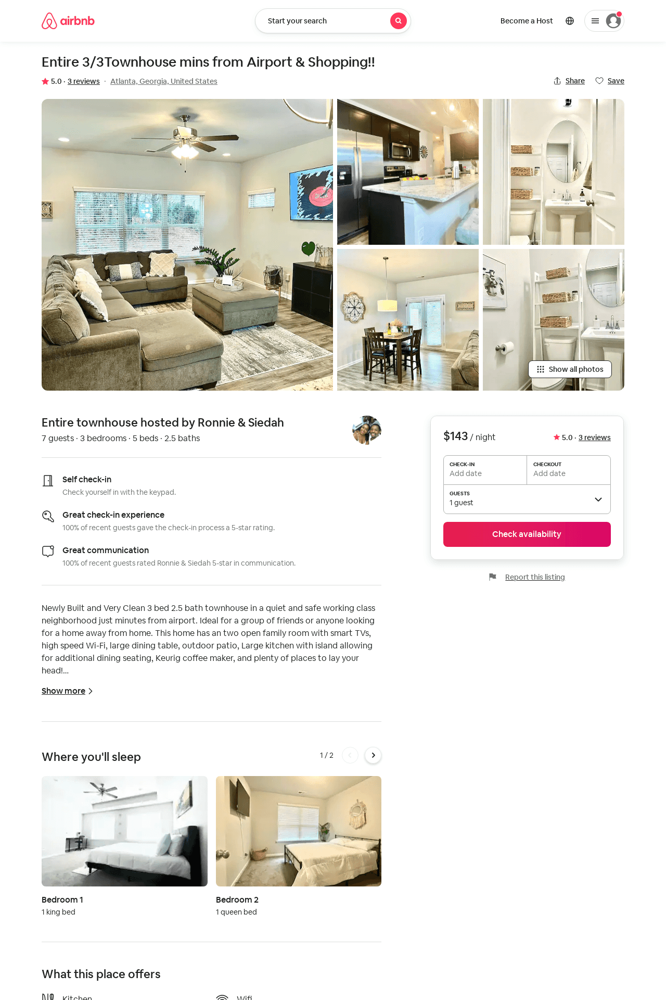 airbnb
Start your search
Become a Host
Entire 3/3Townhouse mins from Airport & Shopping!!
5.0 · 3 reviews · Atlanta, Georgia, United States
Share
Save
Show all photos
Entire townhouse hosted by Ronnie & Siedah
7 guests · 3 bedrooms · 5 beds · 2.5 baths
$143 / night
5.0 · 3 reviews
CHECK-IN
Add date
CHECKOUT
Add date
GUESTS
1 guest
Check availability
Report this listing
Self check-in
Check yourself in with the keypad.
Great check-in experience
100% of recent guests gave the check-in process a 5-star rating.
Great communication
100% of recent guests rated Ronnie & Siedah 5-star in communication.
Newly Built and Very Clean 3 bed 2.5 bath townhouse in a quiet and safe working class
neighborhood just minutes from airport. Ideal for a group of friends or anyone looking
for a home away from home. This home has an two open family room with smart TVs,
high speed Wi-Fi, large dining table, outdoor patio, Large kitchen with island allowing
for additional dining seating, Keurig coffee maker, and plenty of places to lay your
head!...
Show more
Where you'll sleep
1 / 2
Bedroom 1
1 king bed
Bedroom 2
1 queen bed
What this place offers
Kitchen
Wifi